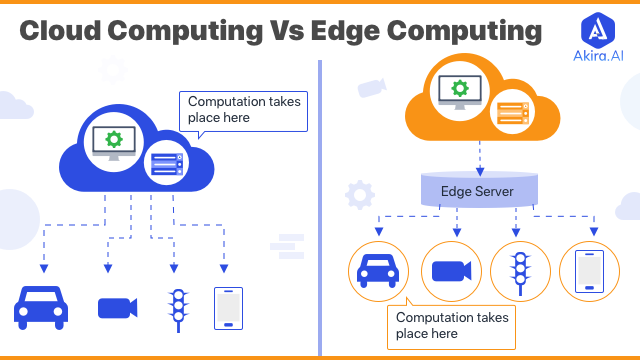 Cloud Computing Vs Edge Computing
Akira.AI
Computation takes
place here
Edge Server
Computation takes
place here